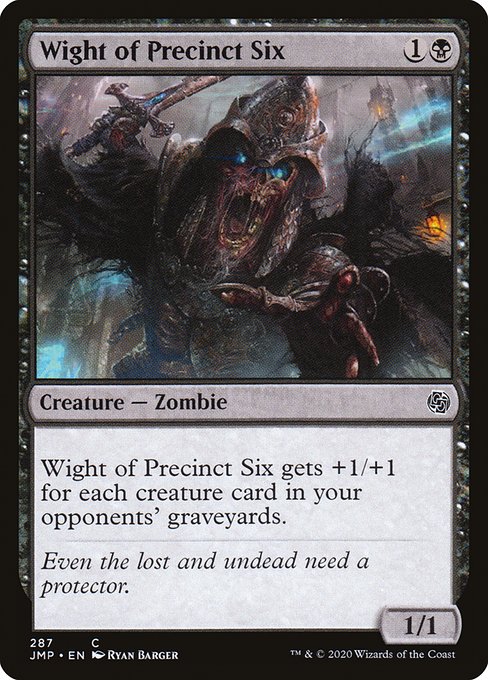 Wight of Precinct Six 1
Creature — Zombie
Wight of Precinct Six gets +1/+1
for each creature card in your
opponents’ graveyards.
Even the lost and undead need a
protector.
1/1
287 C
JMP • EN Ryan Barger
™ & © 2020 Wizards of the Coast